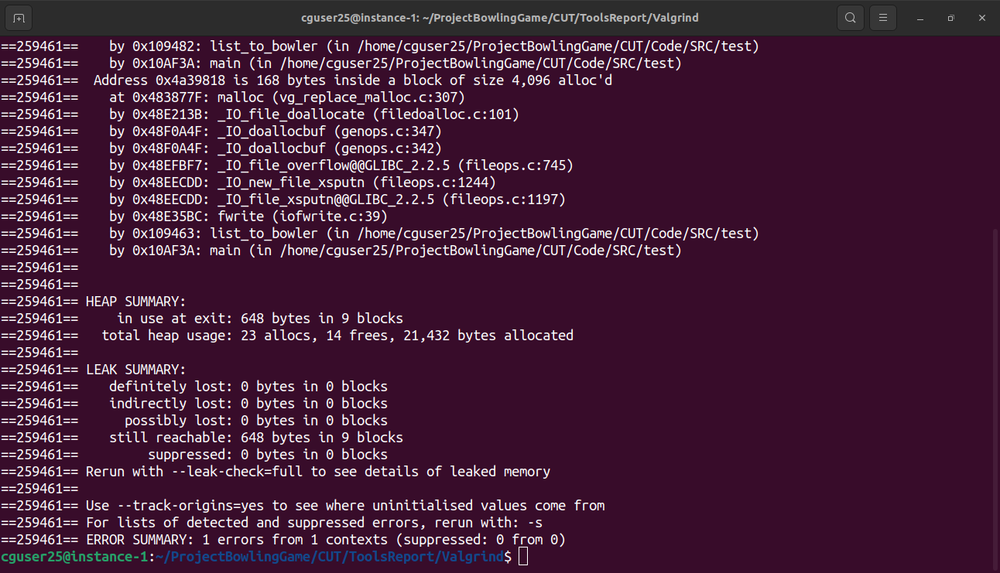 cguser25@instance-1: ~/ProjectBowlingGame/CUT/ToolsReport/Valgrind
==259461==    by 0x109482: list_to_bowler (in /home/cguser25/ProjectBowlingGame/CUT/Code/SRC/test)
==259461==    by 0x10AF3A: main (in /home/cguser25/ProjectBowlingGame/CUT/Code/SRC/test)
==259461==  Address 0x4a39818 is 168 bytes inside a block of size 4,096 alloc'd
==259461==    at 0x483877F: malloc (vg_replace_malloc.c:307)
==259461==    by 0x48E213B: _IO_file_doallocate (filedoalloc.c:101)
==259461==    by 0x48F0A4F: _IO_doallocbuf (genops.c:347)
==259461==    by 0x48F0A4F: _IO_doallocbuf (genops.c:342)
==259461==    by 0x48EFBF7: _IO_file_overflow@@GLIBC_2.2.5 (fileops.c:745)
==259461==    by 0x48EECDD: _IO_new_file_xsputn (fileops.c:1244)
==259461==    by 0x48EECDD: _IO_file_xsputn@@GLIBC_2.2.5 (fileops.c:1197)
==259461==    by 0x48E35BC: fwrite (iofwrite.c:39)
==259461==    by 0x109463: list_to_bowler (in /home/cguser25/ProjectBowlingGame/CUT/Code/SRC/test)
==259461==    by 0x10AF3A: main (in /home/cguser25/ProjectBowlingGame/CUT/Code/SRC/test)
==259461==
==259461==
==259461== HEAP SUMMARY:
==259461==     in use at exit: 648 bytes in 9 blocks
==259461==   total heap usage: 23 allocs, 14 frees, 21,432 bytes allocated
==259461==
==259461== LEAK SUMMARY:
==259461==    definitely lost: 0 bytes in 0 blocks
==259461==    indirectly lost: 0 bytes in 0 blocks
==259461==      possibly lost: 0 bytes in 0 blocks
==259461==    still reachable: 648 bytes in 9 blocks
==259461==         suppressed: 0 bytes in 0 blocks
==259461== Rerun with --leak-check=full to see details of leaked memory
==259461==
==259461== Use --track-origins=yes to see where uninitialised values come from
==259461== For lists of detected and suppressed errors, rerun with: -s
==259461== ERROR SUMMARY: 1 errors from 1 contexts (suppressed: 0 from 0)
cguser25@instance-1:~/ProjectBowlingGame/CUT/ToolsReport/Valgrind$